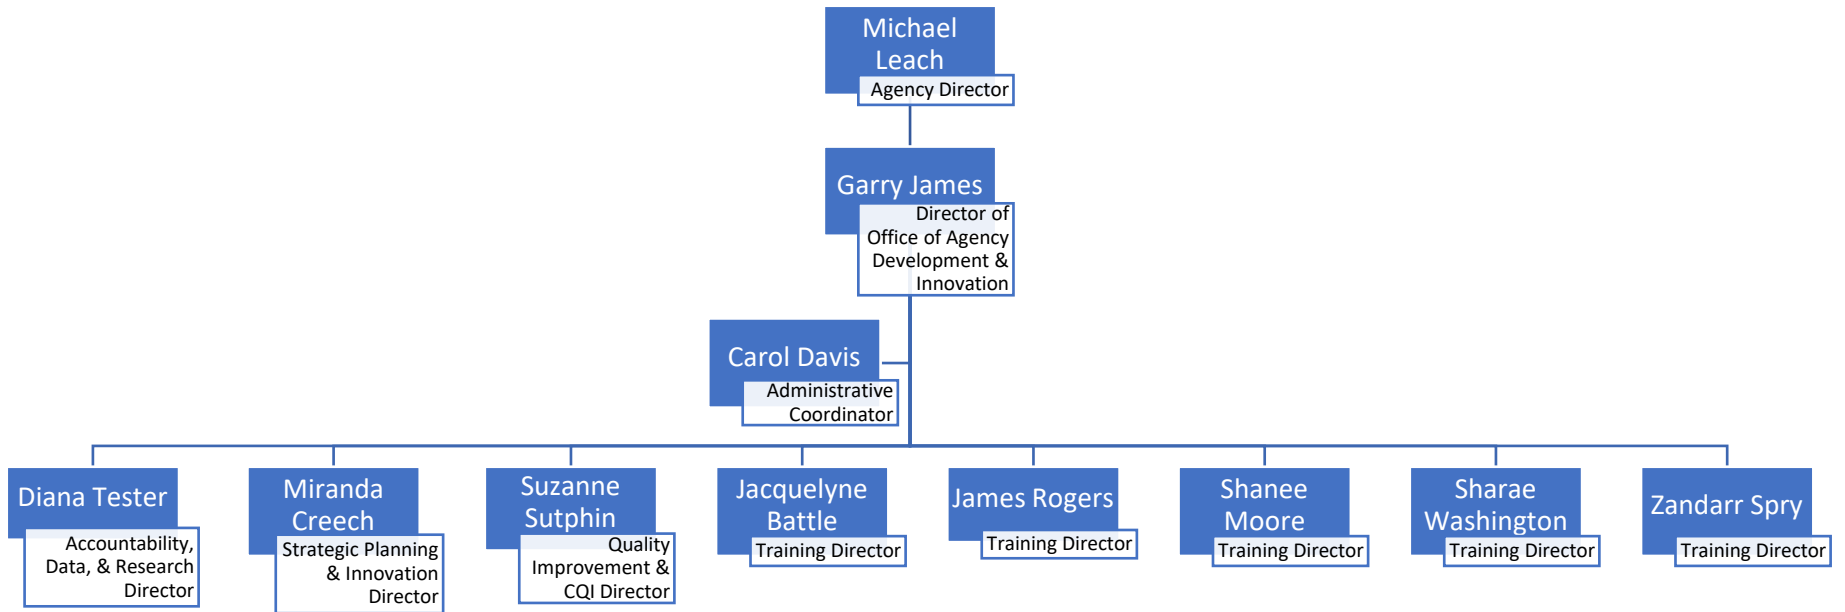 Michael
Leach
Agency Director
Garry James
Director of
Office of Agency
Development &
Innovation
Carol Davis
Administrative
Coordinator
Diana Tester
Accountability,
Data, & Research
Director
Miranda
Creech
Strategic Planning
& Innovation
Director
Suzanne
Sutphin
Quality
Improvement &
CQI Director
Jacquelyne
Battle
Training Director
James Rogers
Training Director
Shanee
Moore
Training Director
Sharae
Washington
Training Director
Zandarr Spry
Training Director